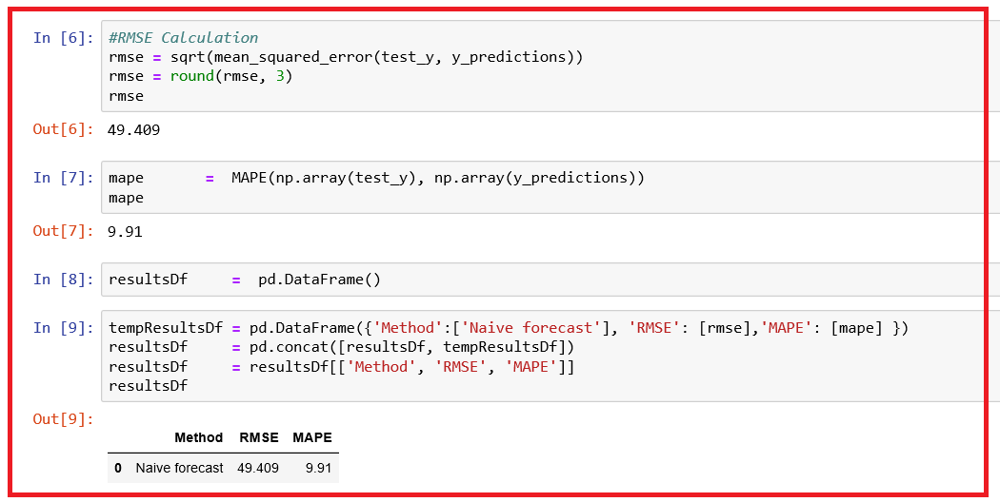 In [6]: #RMSE Calculation
rmse = sqrt(mean_squared_error(test_y, y_predictions))
rmse = round(rmse, 3)
rmse
Out[6]: 49.409
In [7]: mape       =  MAPE(np.array(test_y), np.array(y_predictions))
mape
Out[7]: 9.91
In [8]: resultsDf     =  pd.DataFrame()
In [9]: tempResultsDf = pd.DataFrame({'Method':['Naive forecast'], 'RMSE': [rmse],'MAPE': [mape] })
resultsDf     = pd.concat([resultsDf, tempResultsDf])
resultsDf     = resultsDf[['Method', 'RMSE', 'MAPE']]
resultsDf
Out[9]:
Method RMSE MAPE
0 Naive forecast 49.409 9.91